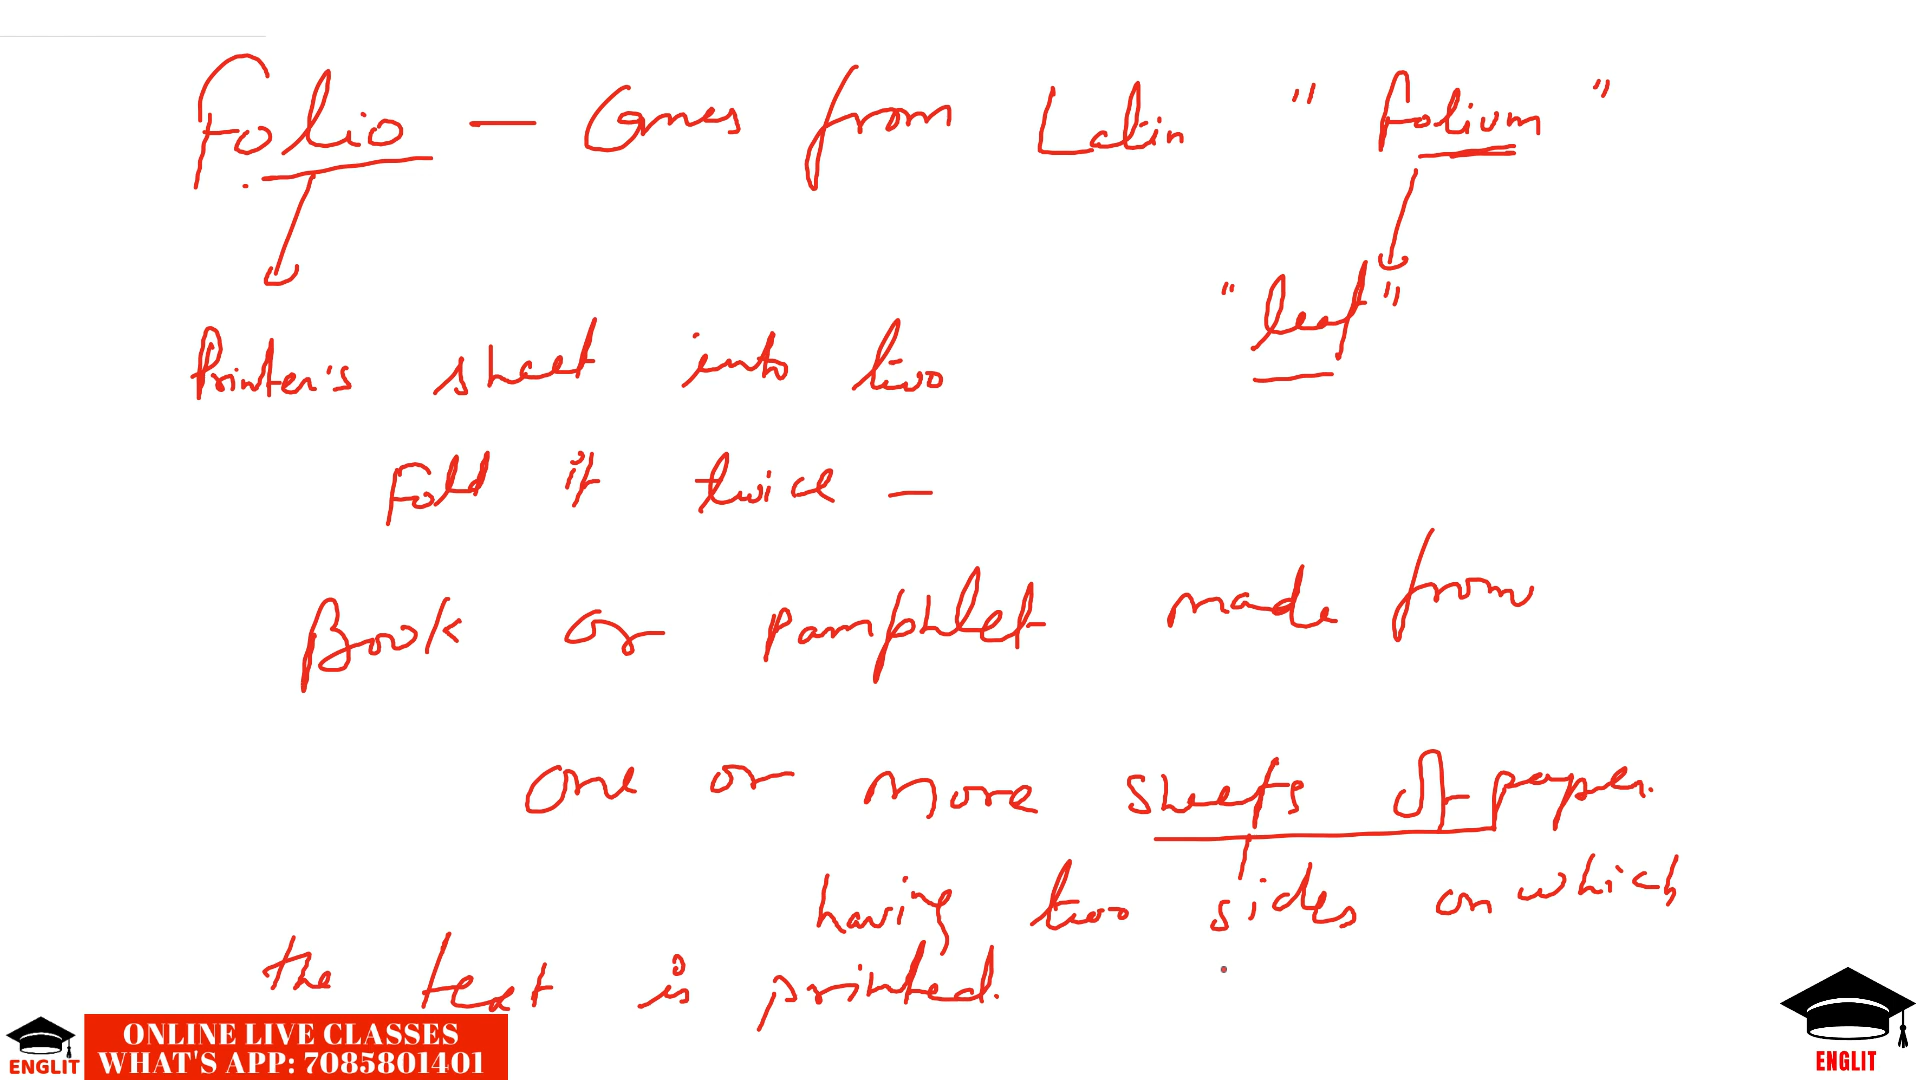 Folio — Comes from Latin "folium"
"leaf"
Printer's sheet into two
Fold it twice —
Book or pamphlet made from
one or more sheets of paper.
having two sides on which
the text is printed.
ENGLIT
ONLINE LIVE CLASSES
WHAT'S APP: 7085801401
ENGLIT